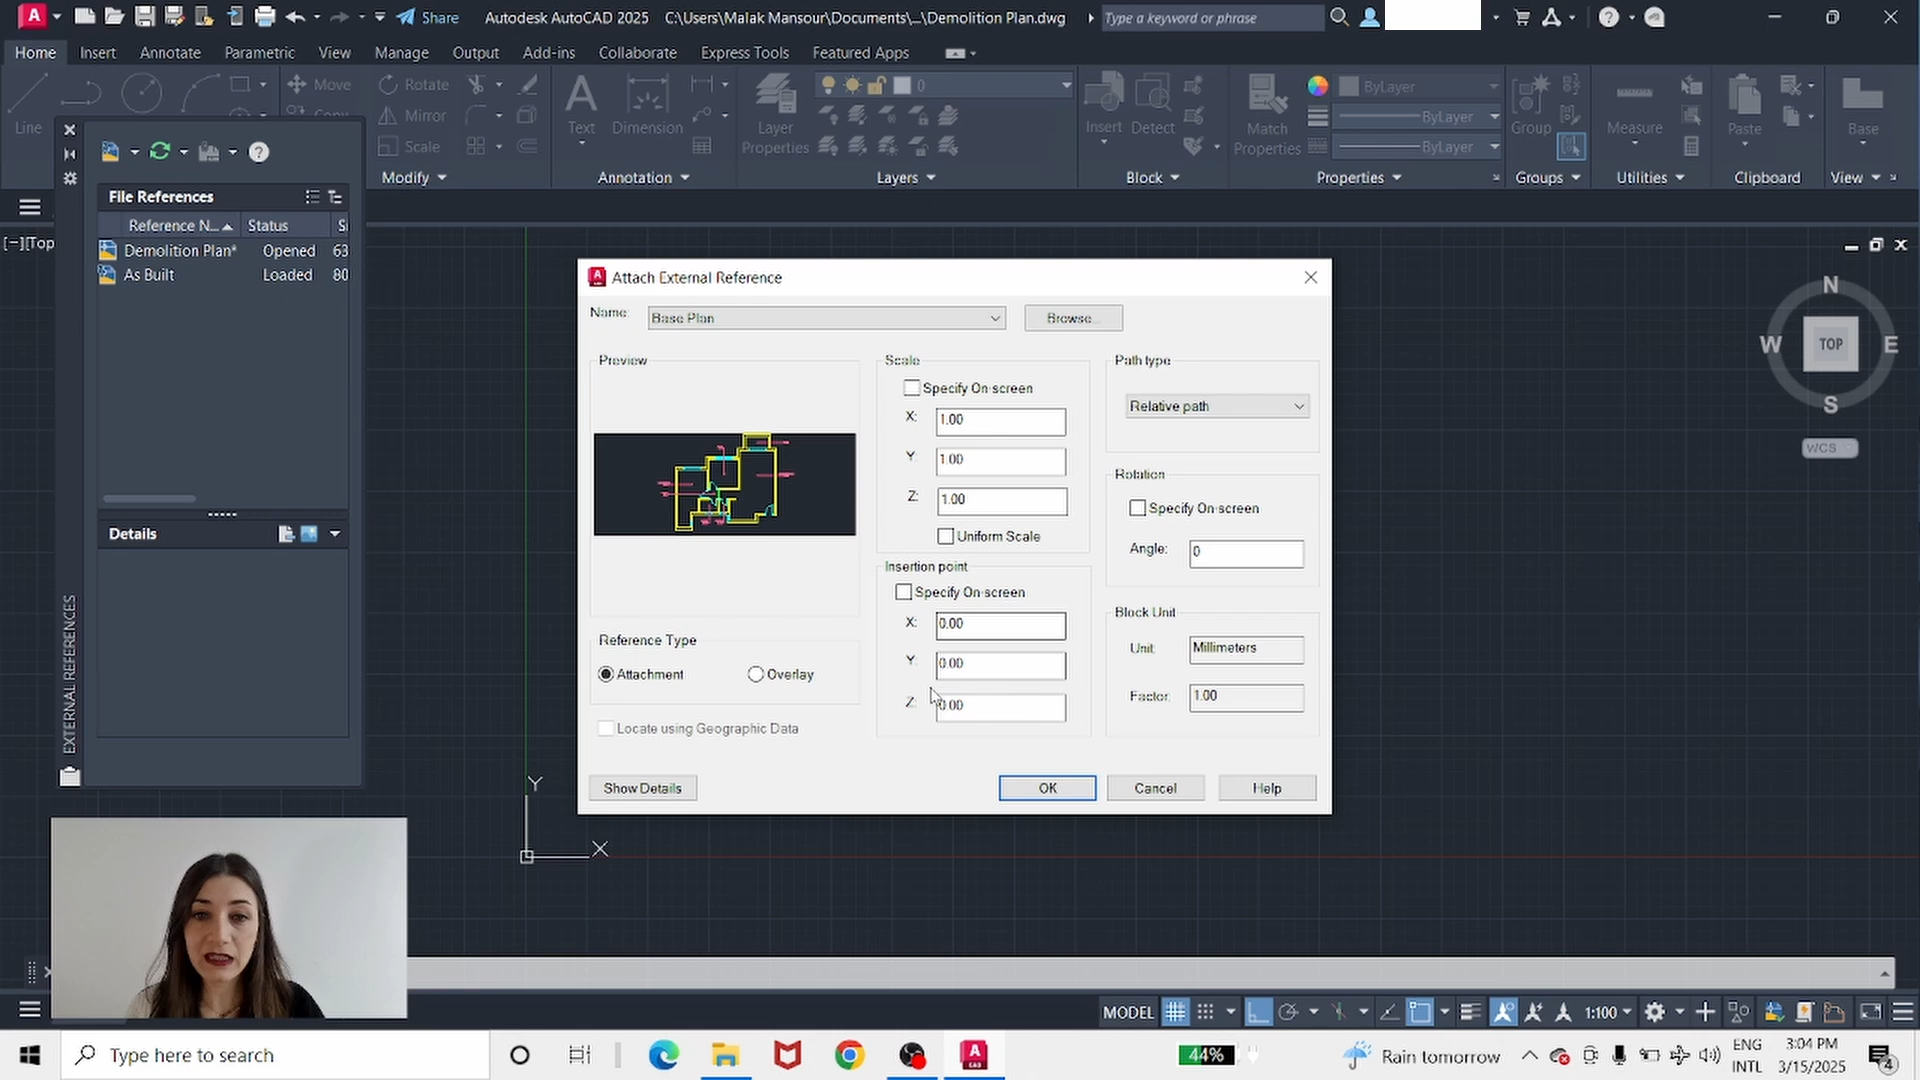 Share
Autodesk AutoCAD 2025 C:\Users\Malak Mansour\Documents\...\Demolition Plan.dwg
Type a keyword or phrase
Home Insert Annotate Parametric View Manage Output Add-ins Collaborate Express Tools Featured Apps
Line
Move
Rotate
Mirror
Scale
Text
Dimension
Layer
Properties
0
Insert
Detect
Match
Properties
ByLayer
ByLayer
ByLayer
Group
Measure
Paste
Base
Modify
Annotation
Layers
Block
Properties
Groups
Utilities
Clipboard
View
File References
Reference N... Status
Demolition Plan* Opened 63
As Built Loaded 80
Details
EXTERNAL REFERENCES
[−][Top
N
W TOP E
S
WCS
Attach External Reference
Name:
Base Plan
Browse...
Preview
Reference Type
Attachment
Overlay
Locate using Geographic Data
Show Details
Scale
Specify On-screen
X: 1.00
Y: 1.00
Z: 1.00
Uniform Scale
Insertion point
Specify On-screen
X: 0.00
Y: 0.00
Z: 0.00
Path type
Relative path
Rotation
Specify On-screen
Angle: 0
Block Unit
Unit: Millimeters
Factor: 1.00
OK
Cancel
Help
Y
X
MODEL
1:100
Type here to search
44%
Rain tomorrow
ENG
INTL
3:04 PM
3/15/2025
4